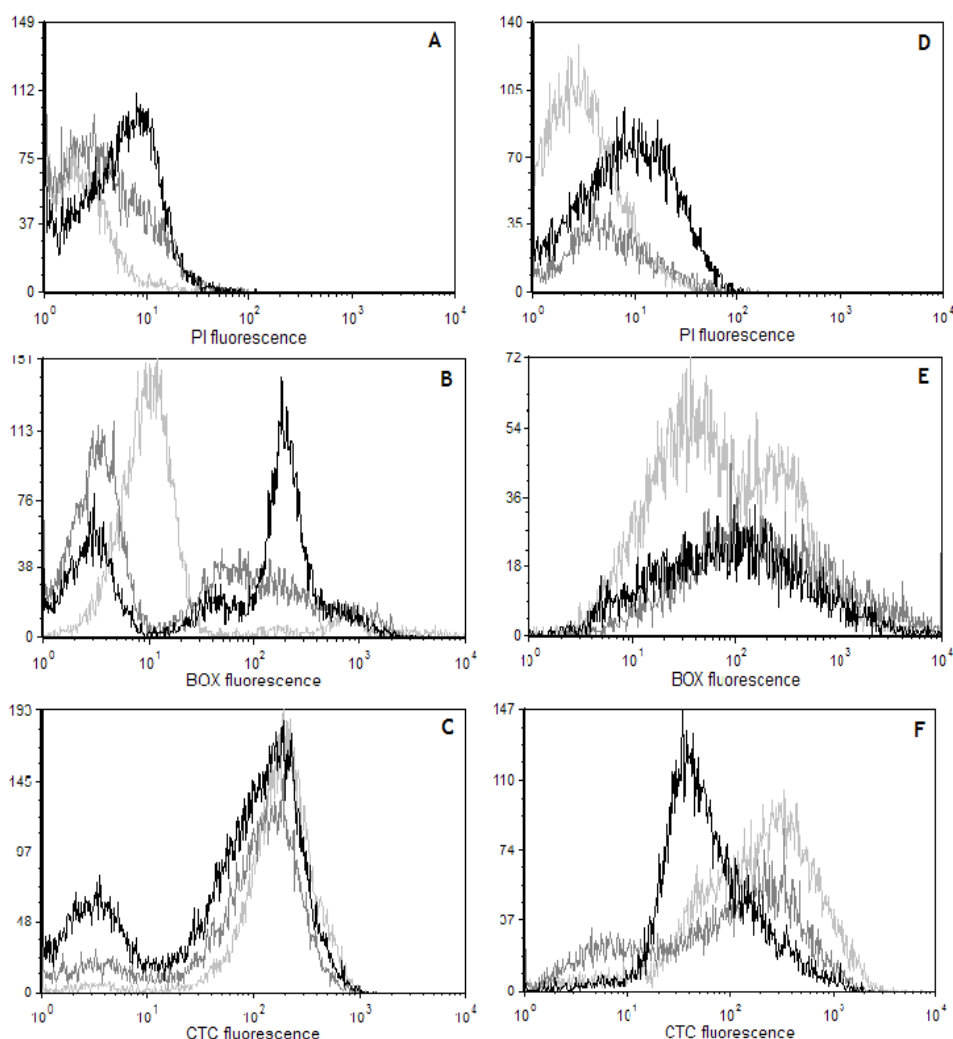 149
112
75
37
0
A
10^0 10^1 10^2 10^3 10^4
PI fluorescence
140
105
70
35
0
D
10^0 10^1 10^2 10^3 10^4
PI fluorescence
151
113
76
38
0
B
10^0 10^1 10^2 10^3 10^4
BOX fluorescence
72
54
36
18
0
E
10^0 10^1 10^2 10^3 10^4
BOX fluorescence
193
145
97
48
0
C
10^0 10^1 10^2 10^3 10^4
CTC fluorescence
147
110
74
37
0
F
10^0 10^1 10^2 10^3 10^4
CTC fluorescence